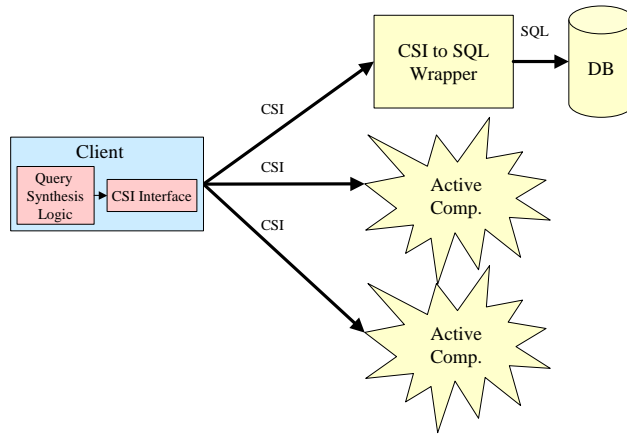 SQL
CSI to SQL
Wrapper
DB
CSI
Client
Query
Synthesis
Logic
CSI Interface
CSI
Active
Comp.
CSI
Active
Comp.